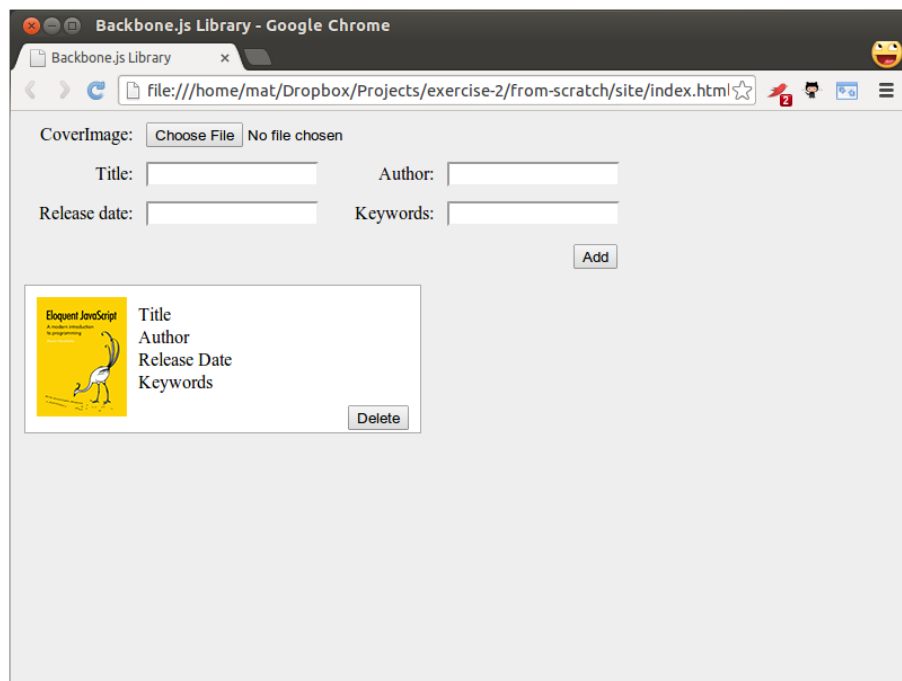 Backbone.js Library - Google Chrome
Backbone.js Library ×
file:///home/mat/Dropbox/Projects/exercise-2/from-scratch/site/index.html
2
CoverImage: Choose File No file chosen
Title: Author:
Release date: Keywords:
Add
Eloquent JavaScript
A modern introduction
to programming
Title
Author
Release Date
Keywords
Delete